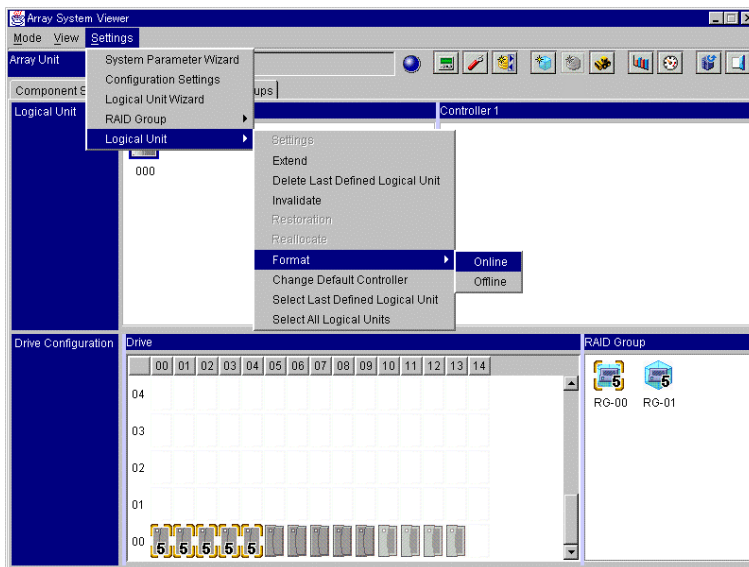 Array System Viewer
Mode View Settings
Array Unit
System Parameter Wizard
Configuration Settings
Logical Unit Wizard
RAID Group
Logical Unit
Component S
ups
Logical Unit
Controller 1
000
Settings
Extend
Delete Last Defined Logical Unit
Invalidate
Restoration
Reallocate
Format
Change Default Controller
Select Last Defined Logical Unit
Select All Logical Units
Online
Offline
Drive Configuration
Drive
RAID Group
00 01 02 03 04 05 06 07 08 09 10 11 12 13 14
04
03
02
01
00
5 5 5 5 5
5 5
RG-00 RG-01